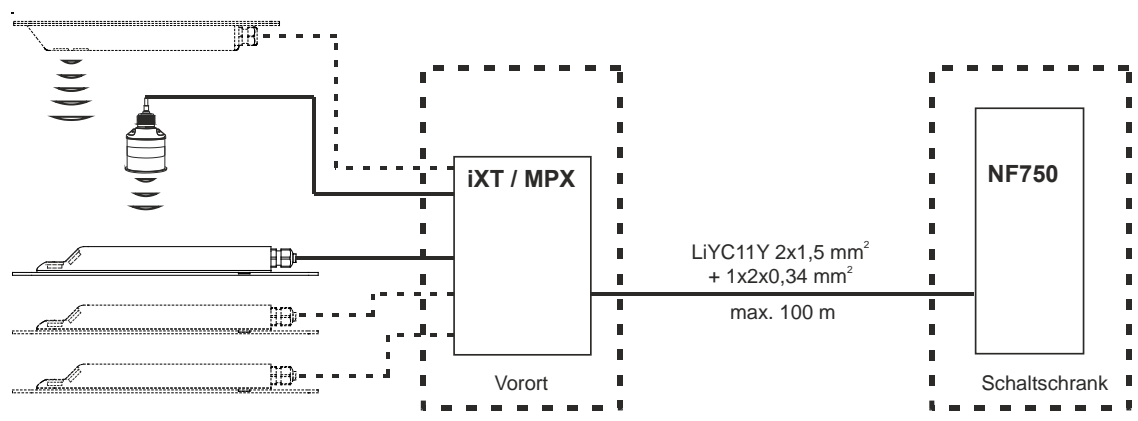 iXT / MPX
NF750
LiYC11Y 2x1,5 mm²
+ 1x2x0,34 mm²
max. 100 m
Vorort
Schaltschrank